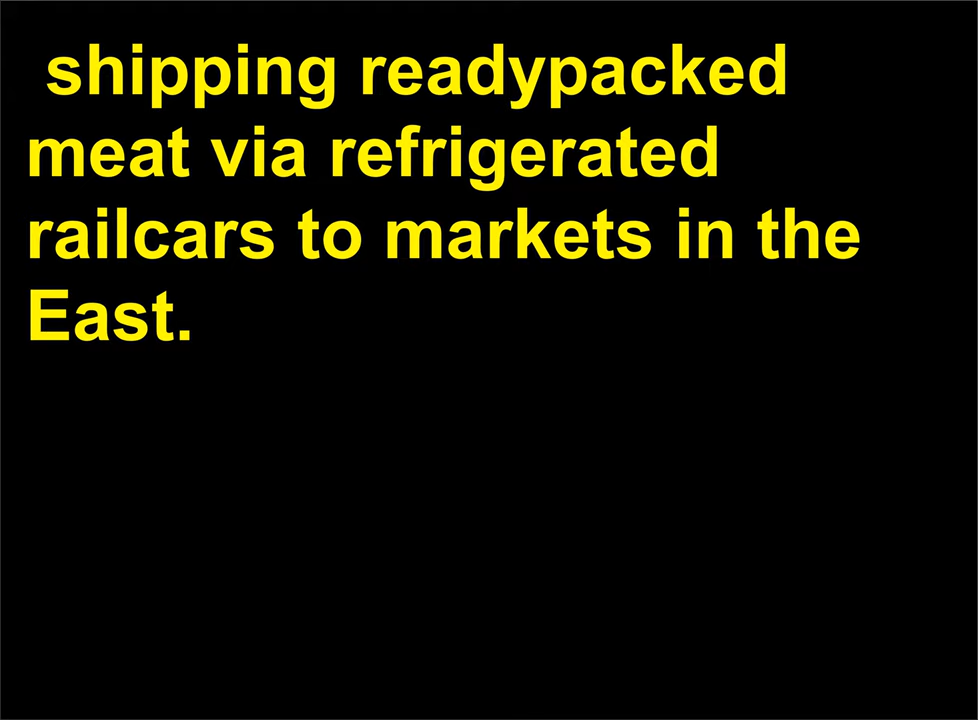 shipping readypacked
meat via refrigerated
railcars to markets in the
East.